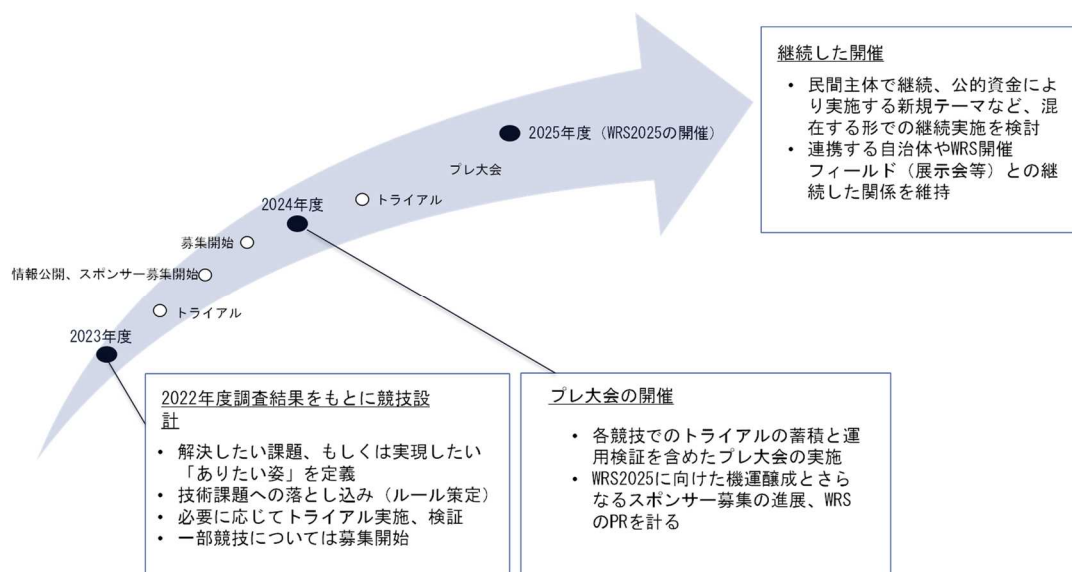 継続した開催
• 民間主体で継続、公的資金によ
り実施する新規テーマなど、混
在する形での継続実施を検討
• 連携する自治体やWRS開催
フィールド（展示会等）との継
続した関係を維持
2025年度（WRS2025の開催）
プレ大会
トライアル
2024年度
募集開始
情報公開、スポンサー募集開始
トライアル
2023年度
2022年度調査結果をもとに競技設
計
• 解決したい課題、もしくは実現したい
「ありたい姿」を定義
• 技術課題への落とし込み（ルール策定）
• 必要に応じてトライアル実施、検証
• 一部競技については募集開始
プレ大会の開催
• 各競技でのトライアルの蓄積と運
用検証を含めたプレ大会の実施
• WRS2025に向けた機運醸成とさら
なるスポンサー募集の進展、WRS
のPRを計る